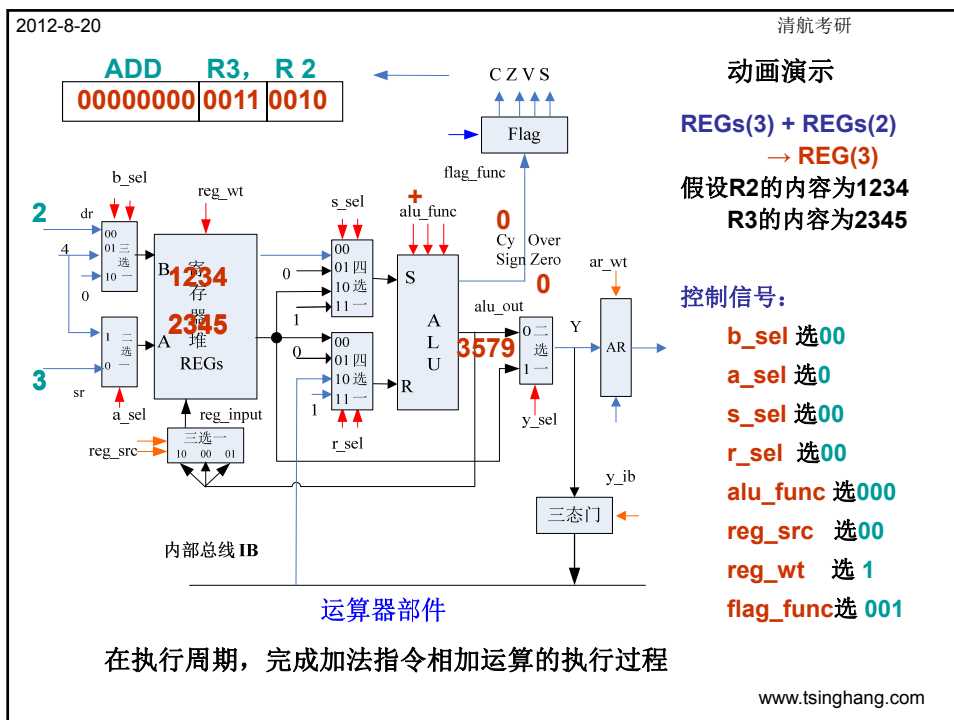 2012-8-20
清航考研
ADD R3, R 2
00000000 0011 0010
C Z V S
Flag
flag_func
动画演示
REGs(3) + REGs(2)
→ REG(3)
假设R2的内容为1234
R3的内容为2345
b_sel
reg_wt
s_sel
+
alu_func
2
dr
00
01
10
三选一
4
0
B
1234
寄存器堆
REGs
2345
A
1
0
二选一
3
sr
a_sel
reg_input
三选一
10 00 01
reg_src
00
01
10
11
四选一
0
1
00
01
10
11
四选一
0
1
r_sel
S
ALU
R
0
Cy Over
Sign Zero
0
alu_out
3579
0
1
二选一
Y
y_sel
ar_wt
AR
y_ib
三态门
内部总线 IB
运算器部件
控制信号：
b_sel 选00
a_sel 选0
s_sel 选00
r_sel 选00
alu_func 选000
reg_src 选00
reg_wt 选 1
flag_func选 001
在执行周期，完成加法指令相加运算的执行过程
www.tsinghang.com